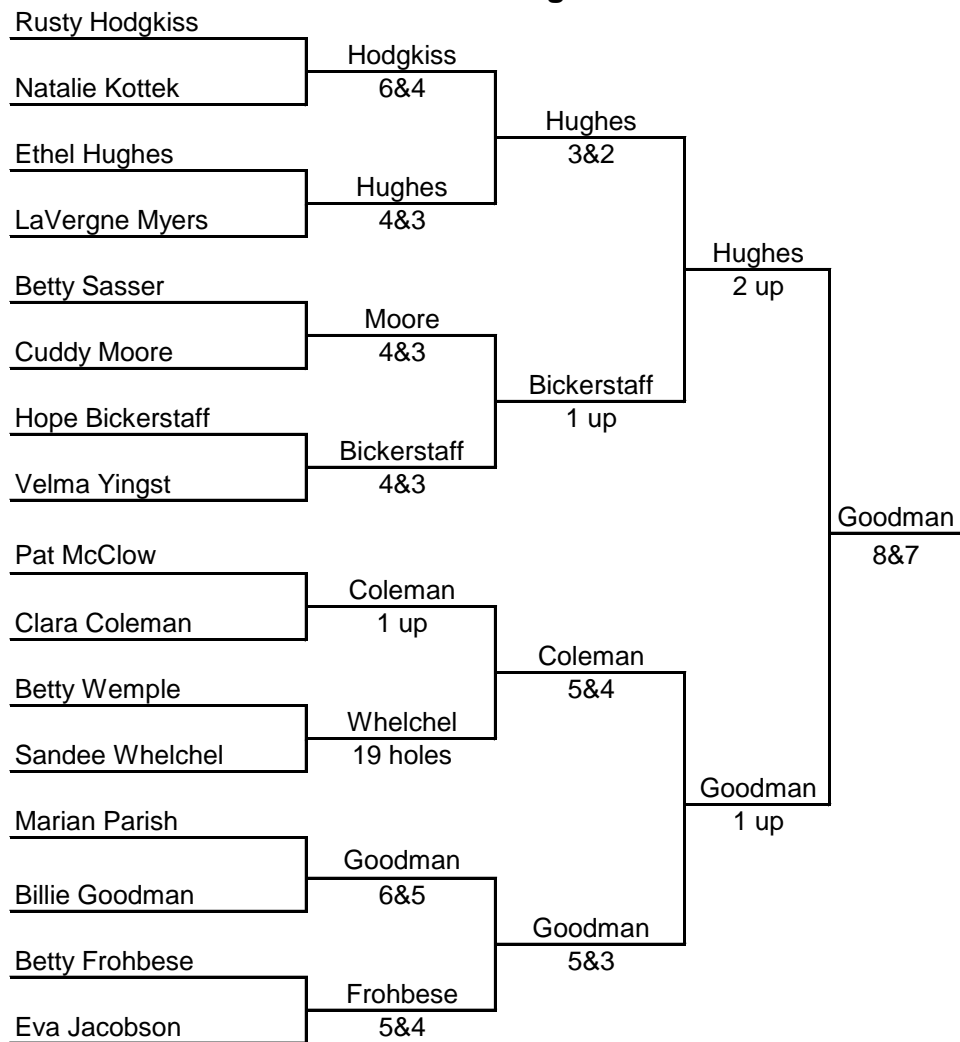 Rusty Hodgkiss
Natalie Kottek
Ethel Hughes
LaVergne Myers
Betty Sasser
Cuddy Moore
Hope Bickerstaff
Velma Yingst
Pat McClow
Clara Coleman
Betty Wemple
Sandee Whelchel
Marian Parish
Billie Goodman
Betty Frohbese
Eva Jacobson
Hodgkiss
6&4
Hughes
4&3
Moore
4&3
Bickerstaff
4&3
Coleman
1 up
Whelchel
19 holes
Goodman
6&5
Frohbese
5&4
Hughes
3&2
Bickerstaff
1 up
Coleman
5&4
Goodman
5&3
Hughes
2 up
Goodman
1 up
Goodman
8&7